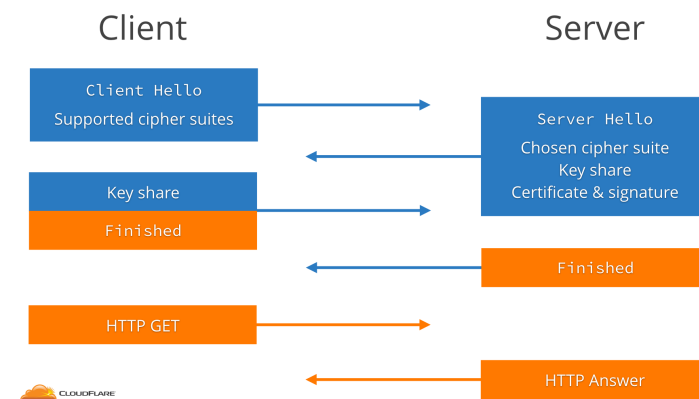 Client
Server
Client Hello
Supported cipher suites
Server Hello
Chosen cipher suite
Key share
Certificate & signature
Key share
Finished
Finished
HTTP GET
HTTP Answer
CLOUDFLARE